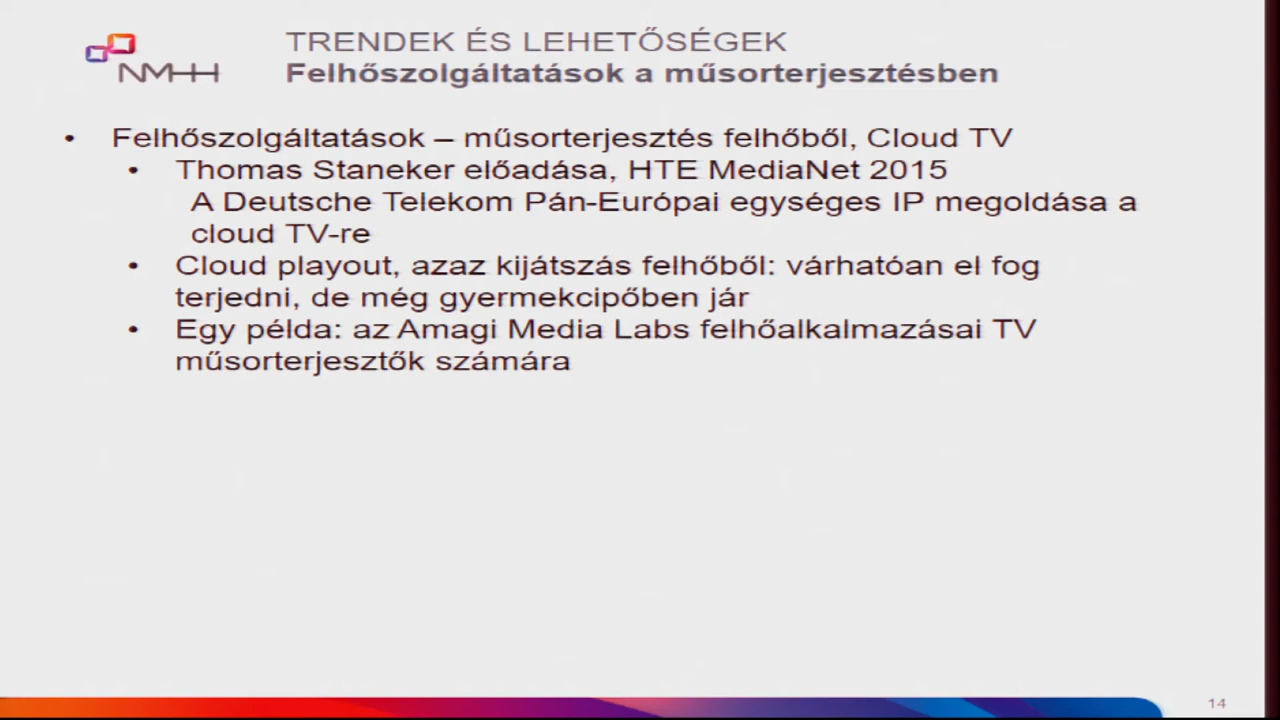 TRENDEK ÉS LEHETŐSÉGEK
NMHH
Felhőszolgáltatások a műsorterjesztésben
• Felhőszolgáltatások – műsorterjesztés felhőből, Cloud TV
• Thomas Staneker előadása, HTE MediaNet 2015
A Deutsche Telekom Pán-Európai egységes IP megoldása a
cloud TV-re
• Cloud playout, azaz kijátszás felhőből: várhatóan el fog
terjedni, de még gyermekcipőben jár
• Egy példa: az Amagi Media Labs felhőalkalmazásai TV
műsorterjesztők számára
14